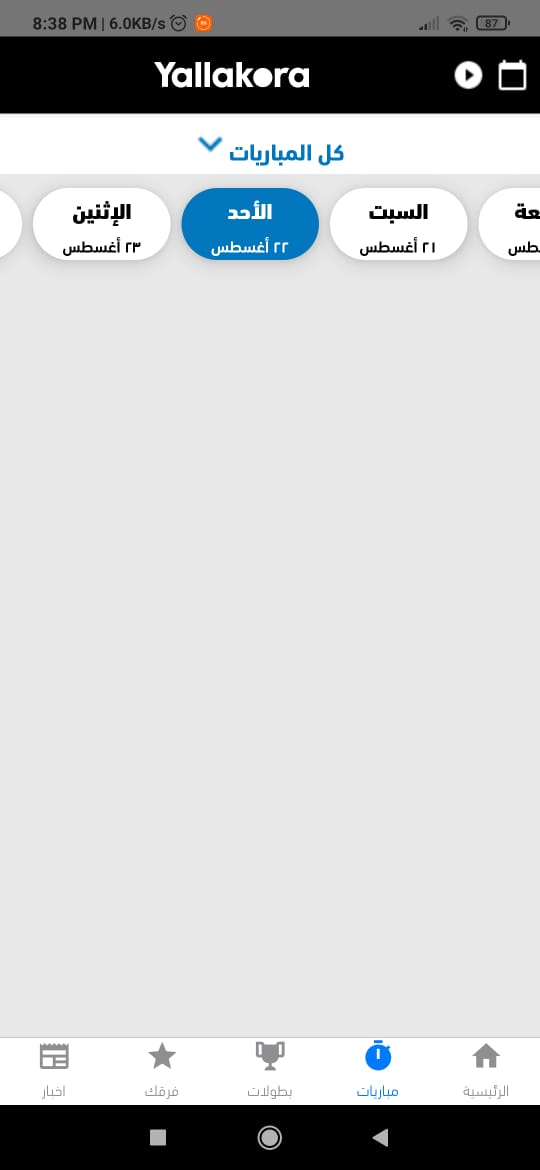 8:38 PM | 6.0KB/s
87
Yallakora
كل المباريات
السبت
٢١ أغسطس
الأحد
٢٢ أغسطس
الإثنين
٢٣ أغسطس
الرئيسية
مباريات
بطولات
فرقك
اخبار